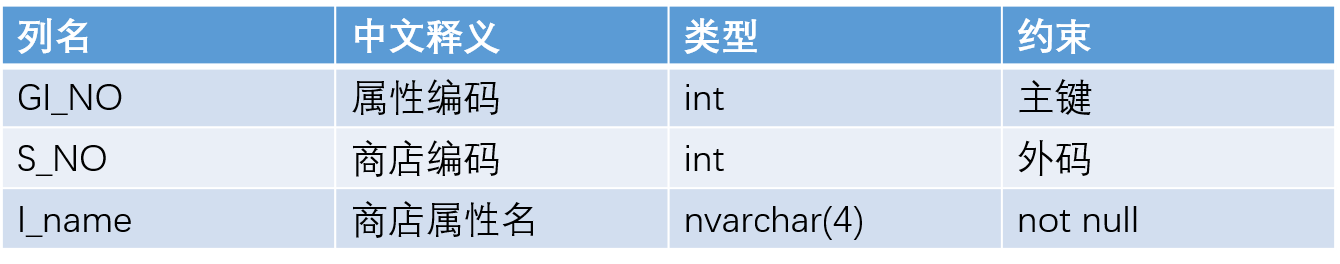 列名 中文释义 类型 约束
GI_NO 属性编码 int 主键
S_NO 商店编码 int 外码
I_name 商店属性名 nvarchar(4) not null